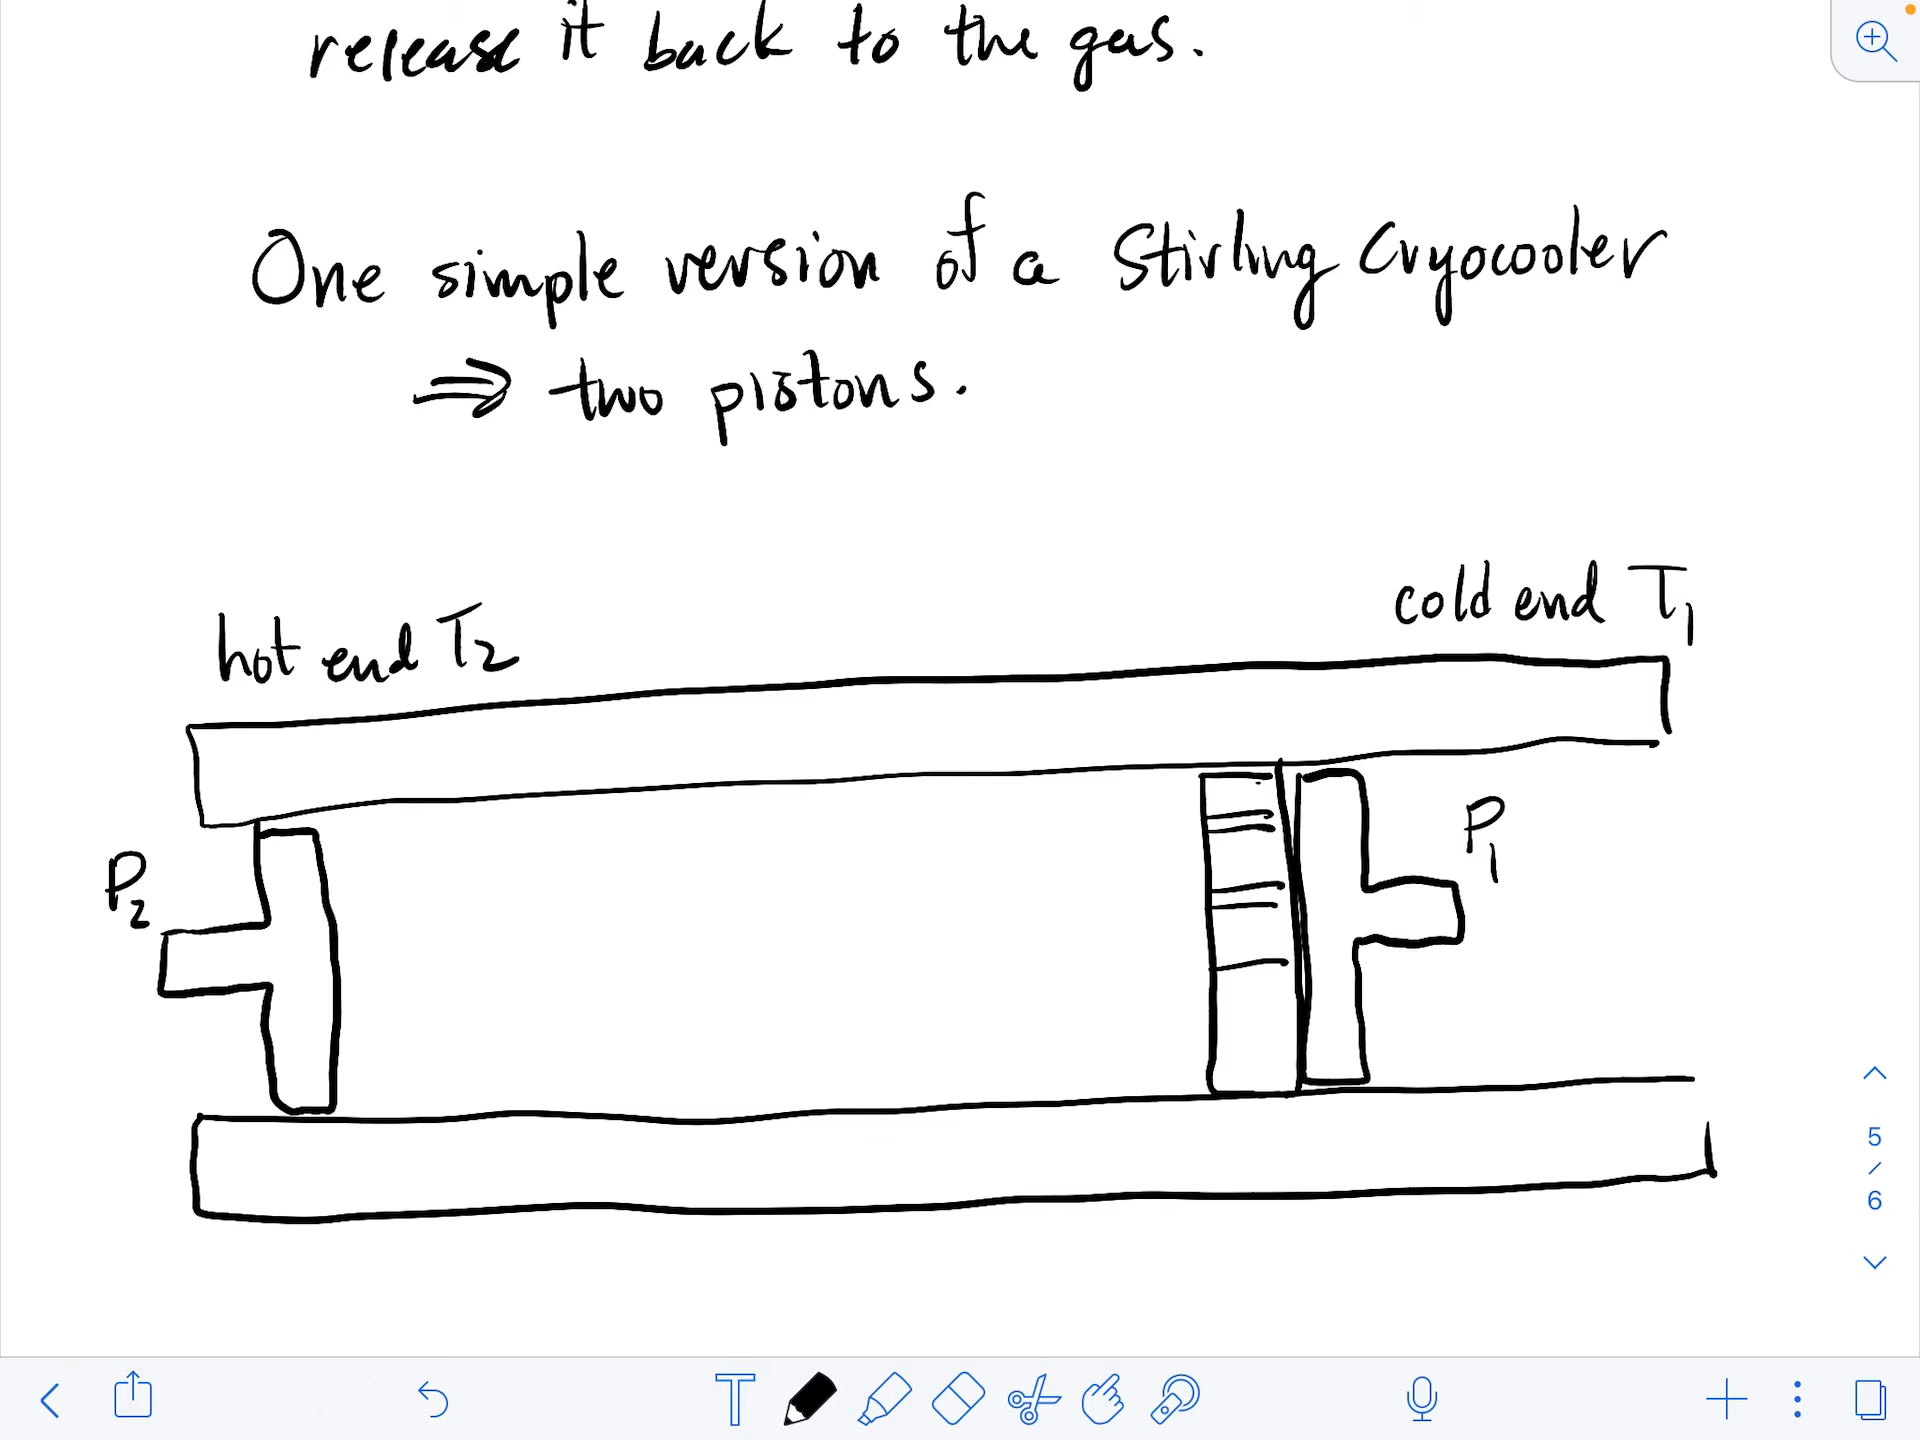 release it back to the gas.
One simple version of a Stirling Cryocooler
⇒ two pistons.
cold end T₁
hot end T₂
P₁
P₂
5
/
6
T